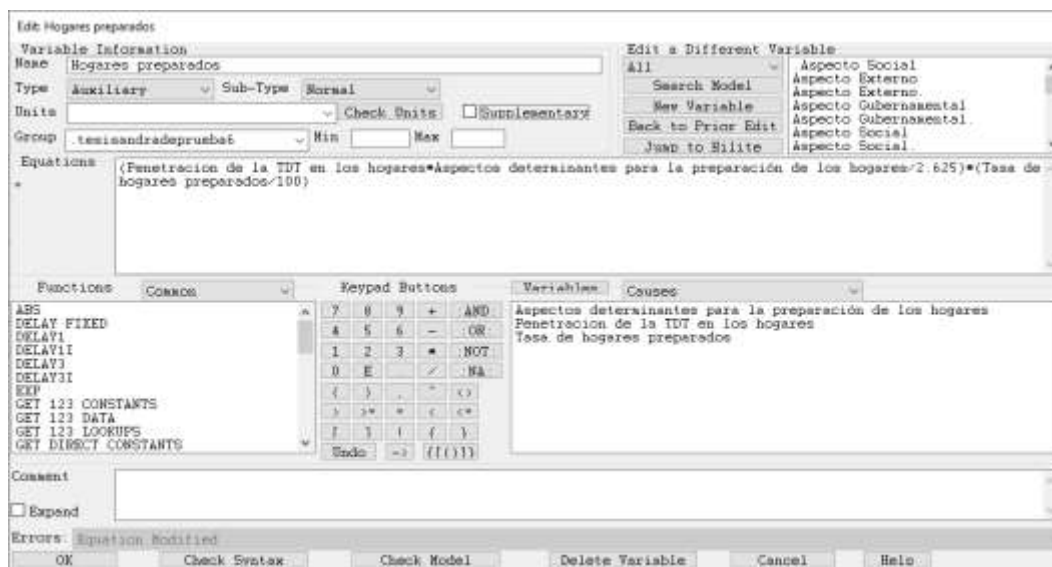 Edit: Hogares preparados
Variable Information
Name Hogares preparados
Type Auxiliary Sub-Type Normal
Units Check Units Supplementary
Group .tesisandradeprueba6 Min Max
Edit a Different Variable
All
Search Model
New Variable
Back to Prior Edit
Jump to Hilite
Aspecto Social
Aspecto Externo
Aspecto Externo.
Aspecto Gubernamental
Aspecto Gubernamental.
Aspecto Social
Aspecto Social.
Equations
=
(Penetracion de la TDT en los hogares*Aspectos determinantes para la preparación de los hogares/2.625)*(Tasa de
hogares preparados/100)
Functions Common
ABS
DELAY FIXED
DELAY1
DELAY1I
DELAY3
DELAY3I
EXP
GET 123 CONSTANTS
GET 123 DATA
GET 123 LOOKUPS
GET DIRECT CONSTANTS
Keypad Buttons
7 8 9 + :AND:
4 5 6 - :OR:
1 2 3 * :NOT:
0 E . / :NA:
( ) , ^ <>
> >= = < <=
[ ] ! { }
Undo -> {[()]}
Variables Causes
Aspectos determinantes para la preparación de los hogares
Penetracion de la TDT en los hogares
Tasa de hogares preparados
Comment
Expand
Errors: Equation Modified
OK Check Syntax Check Model Delete Variable Cancel Help